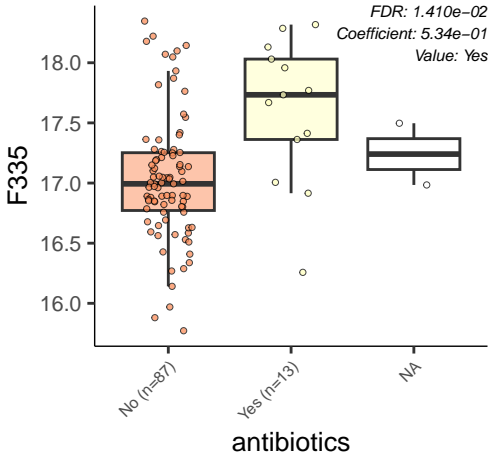 FDR: 1.410e−02
Coefficient: 5.34e−01
Value: Yes
F335
18.0
17.5
17.0
16.5
16.0
No (n=87)
Yes (n=13)
NA
antibiotics